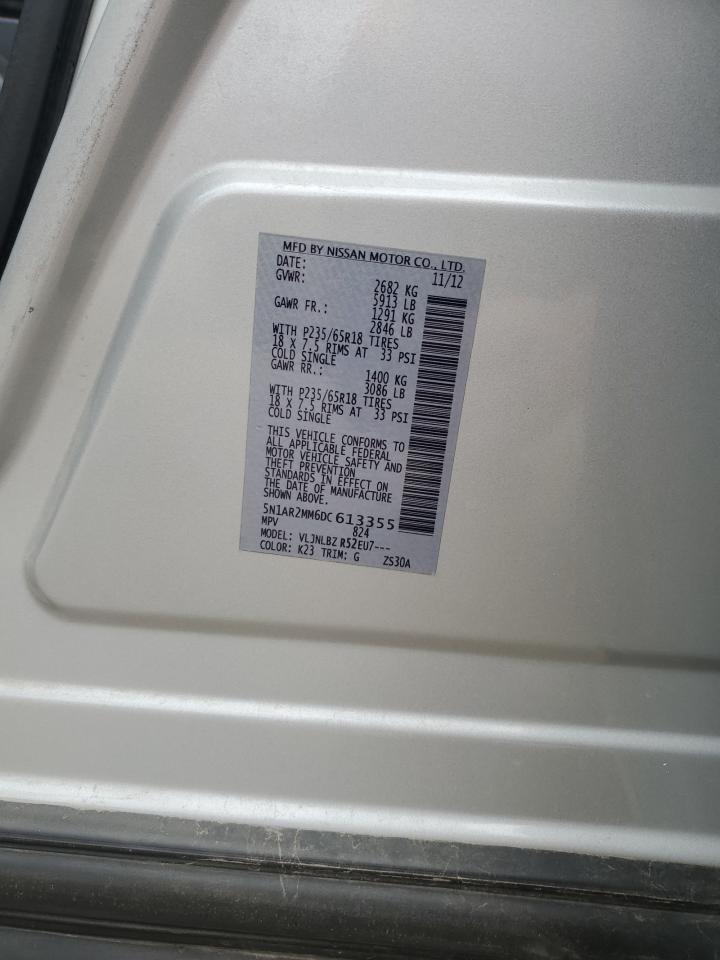 MFD BY NISSAN MOTOR CO., LTD.
DATE: 11/12
GVWR: 2682 KG
5913 LB
GAWR FR.: 1291 KG
2846 LB
WITH P235/65R18 TIRES
18 X 7.5 RIMS AT 33 PSI
COLD SINGLE
GAWR RR.: 1400 KG
3086 LB
WITH P235/65R18 TIRES
18 X 7.5 RIMS AT 33 PSI
COLD SINGLE
THIS VEHICLE CONFORMS TO
ALL APPLICABLE FEDERAL
MOTOR VEHICLE SAFETY AND
THEFT PREVENTION
STANDARDS IN EFFECT ON
THE DATE OF MANUFACTURE
SHOWN ABOVE.
5N1AR2MM6DC613355
MPV 824
MODEL: VLJNLBZ R52EU7---
COLOR: K23 TRIM: G ZS30A